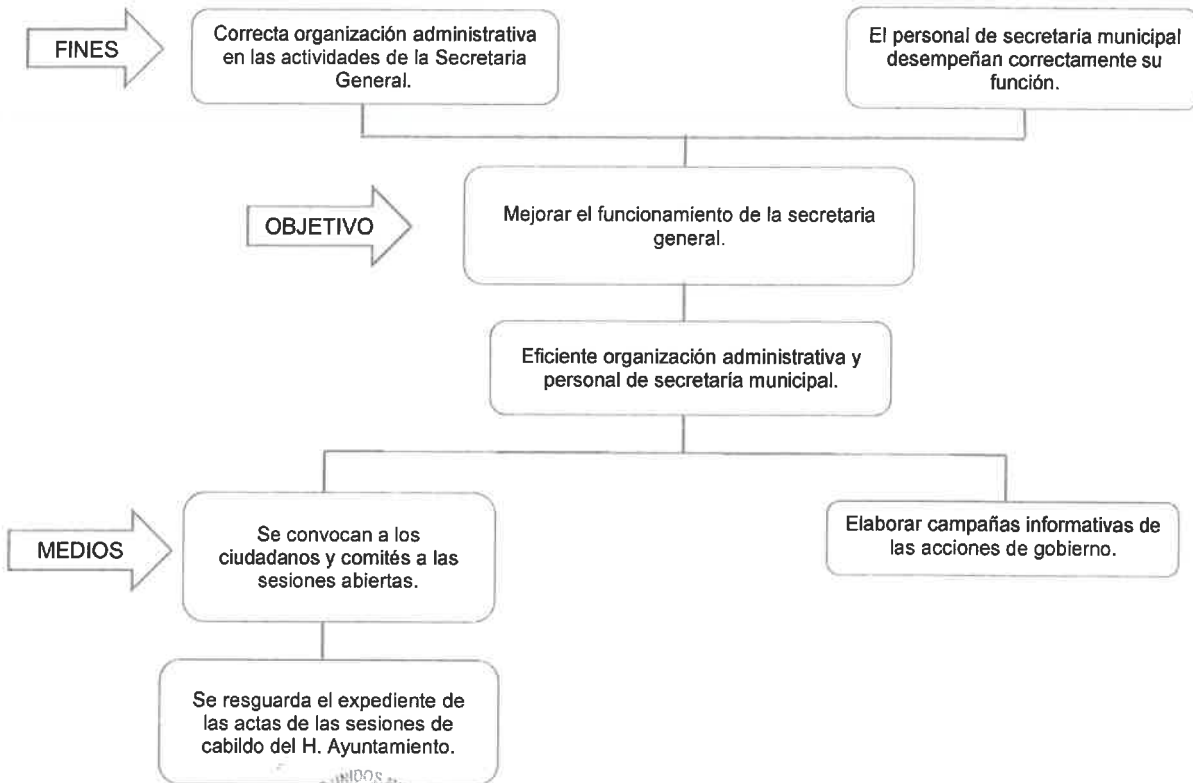 FINES
Correcta organización administrativa
en las actividades de la Secretaria
General.
El personal de secretaría municipal
desempeñan correctamente su
función.
OBJETIVO
Mejorar el funcionamiento de la secretaria
general.
Eficiente organización administrativa y
personal de secretaría municipal.
MEDIOS
Se convocan a los
ciudadanos y comités a las
sesiones abiertas.
Elaborar campañas informativas de
las acciones de gobierno.
Se resguarda el expediente de
las actas de las sesiones de
cabildo del H. Ayuntamiento.